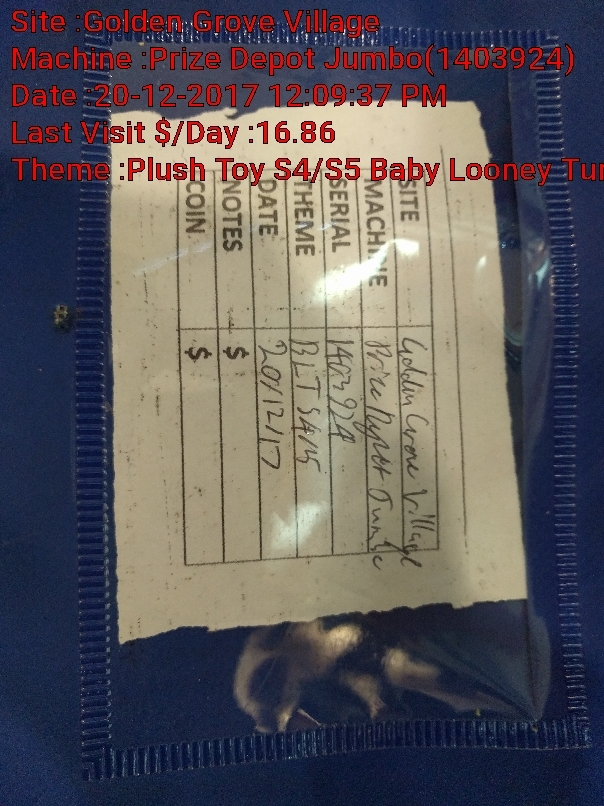 Site :Golden Grove Village
Machine :Prize Depot Jumbo(1403924)
Date :20-12-2017 12:09:37 PM
Last Visit $/Day :16.86
Theme :Plush Toy S4/S5 Baby Looney Tun
SITE Golden Grove Village
MACHINE Prize Depot Jumbo
SERIAL 1403924
THEME BLT S4/5
DATE 20/12/17
NOTES $
COIN $